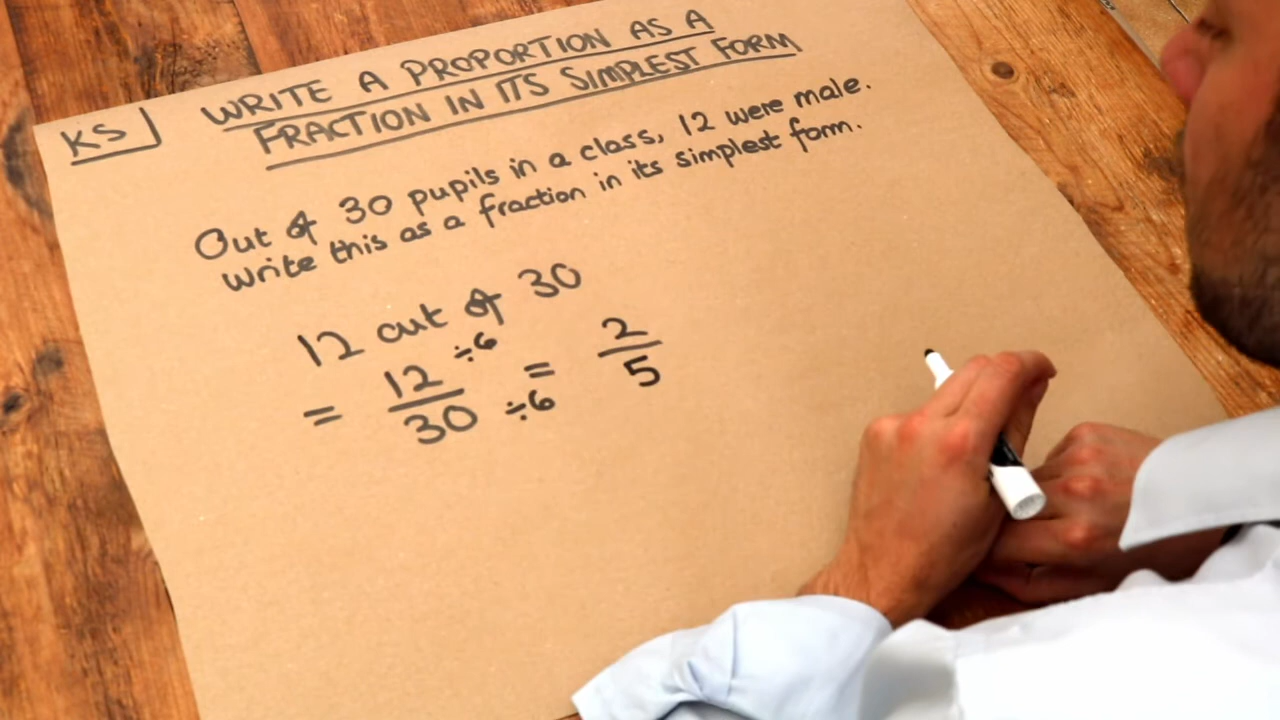 KS
WRITE A PROPORTION AS A
FRACTION IN ITS SIMPLEST FORM
Out of 30 pupils in a class, 12 were male.
Write this as a fraction in its simplest form.
12 out of 30
= 12/30 ÷6 ÷6 = 2/5